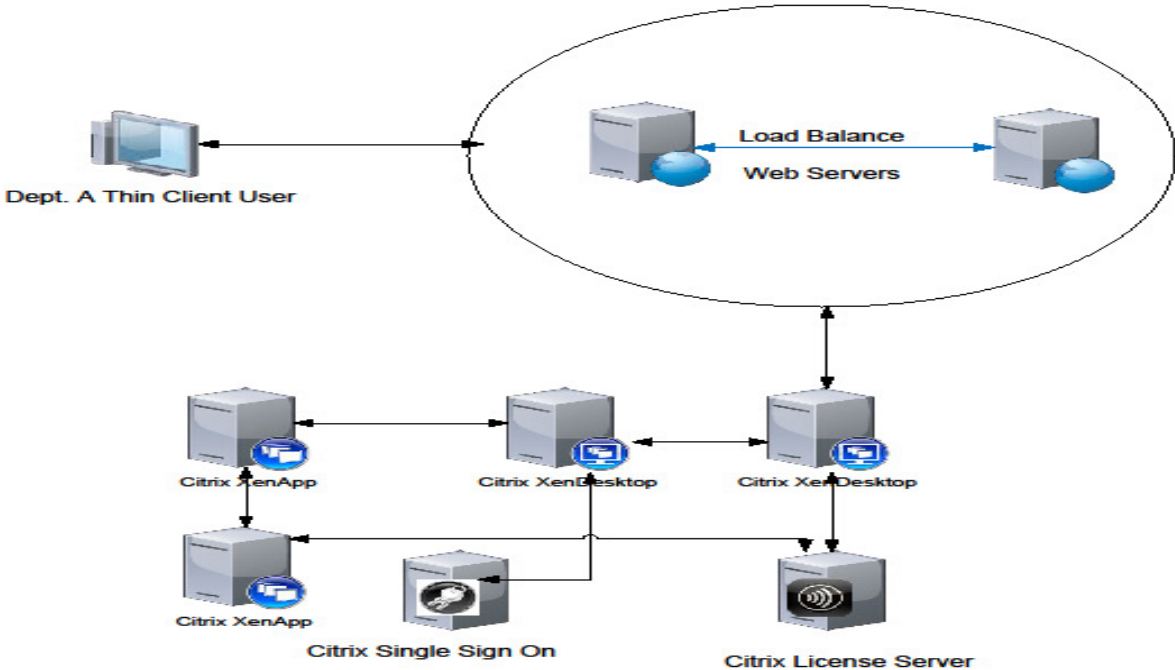 Load Balance
Web Servers
Dept. A Thin Client User
Citrix XenApp
Citrix XenDesktop
Citrix XenDesktop
Citrix XenApp
Citrix Single Sign On
Citrix License Server